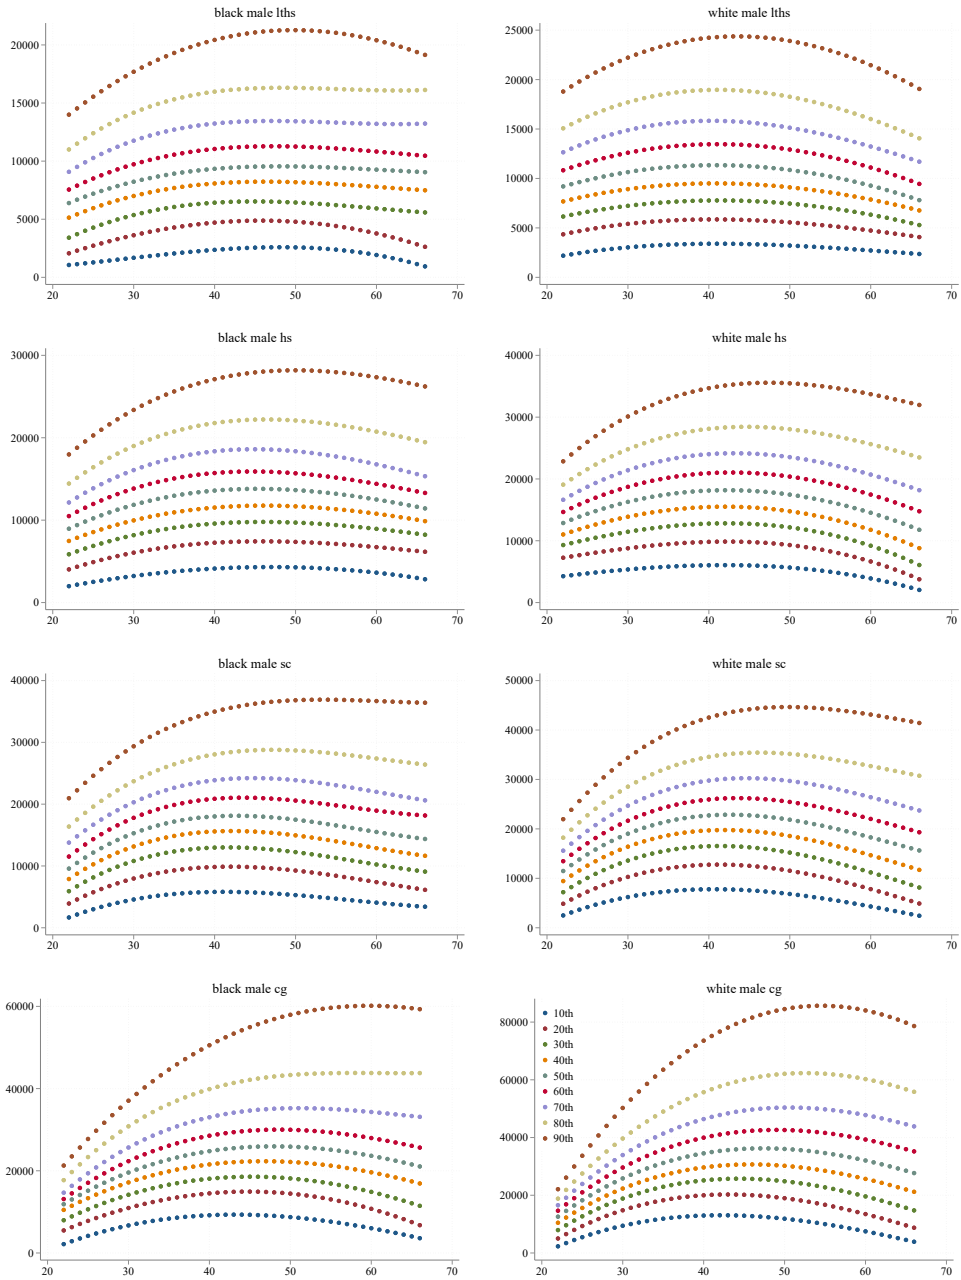 black male lths
20000
15000
10000
5000
0
20 30 40 50 60 70
white male lths
25000
20000
15000
10000
5000
0
20 30 40 50 60 70
black male hs
30000
20000
10000
0
20 30 40 50 60 70
white male hs
40000
30000
20000
10000
0
20 30 40 50 60 70
black male sc
40000
30000
20000
10000
0
20 30 40 50 60 70
white male sc
50000
40000
30000
20000
10000
0
20 30 40 50 60 70
black male cg
60000
40000
20000
0
20 30 40 50 60 70
white male cg
80000
60000
40000
20000
0
20 30 40 50 60 70
10th
20th
30th
40th
50th
60th
70th
80th
90th